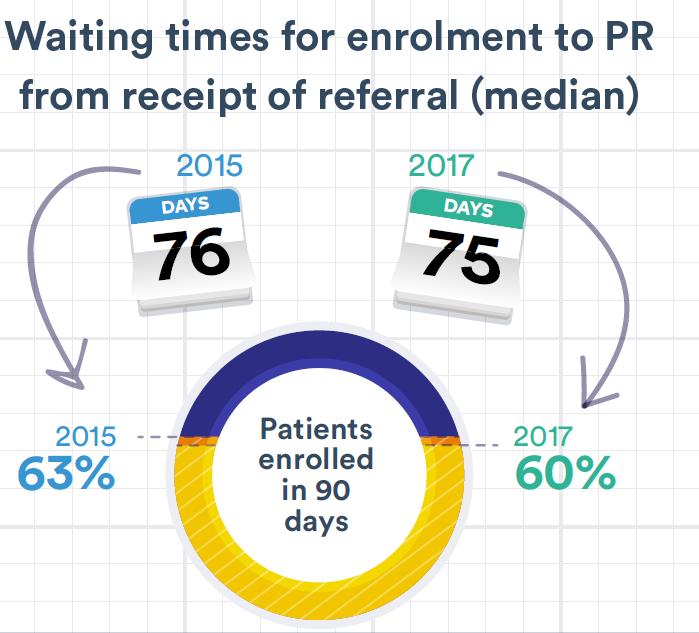 Waiting times for enrolment to PR
from receipt of referral (median)
2015
2017
DAYS
76
DAYS
75
2015
63%
Patients
enrolled
in 90
days
2017
60%